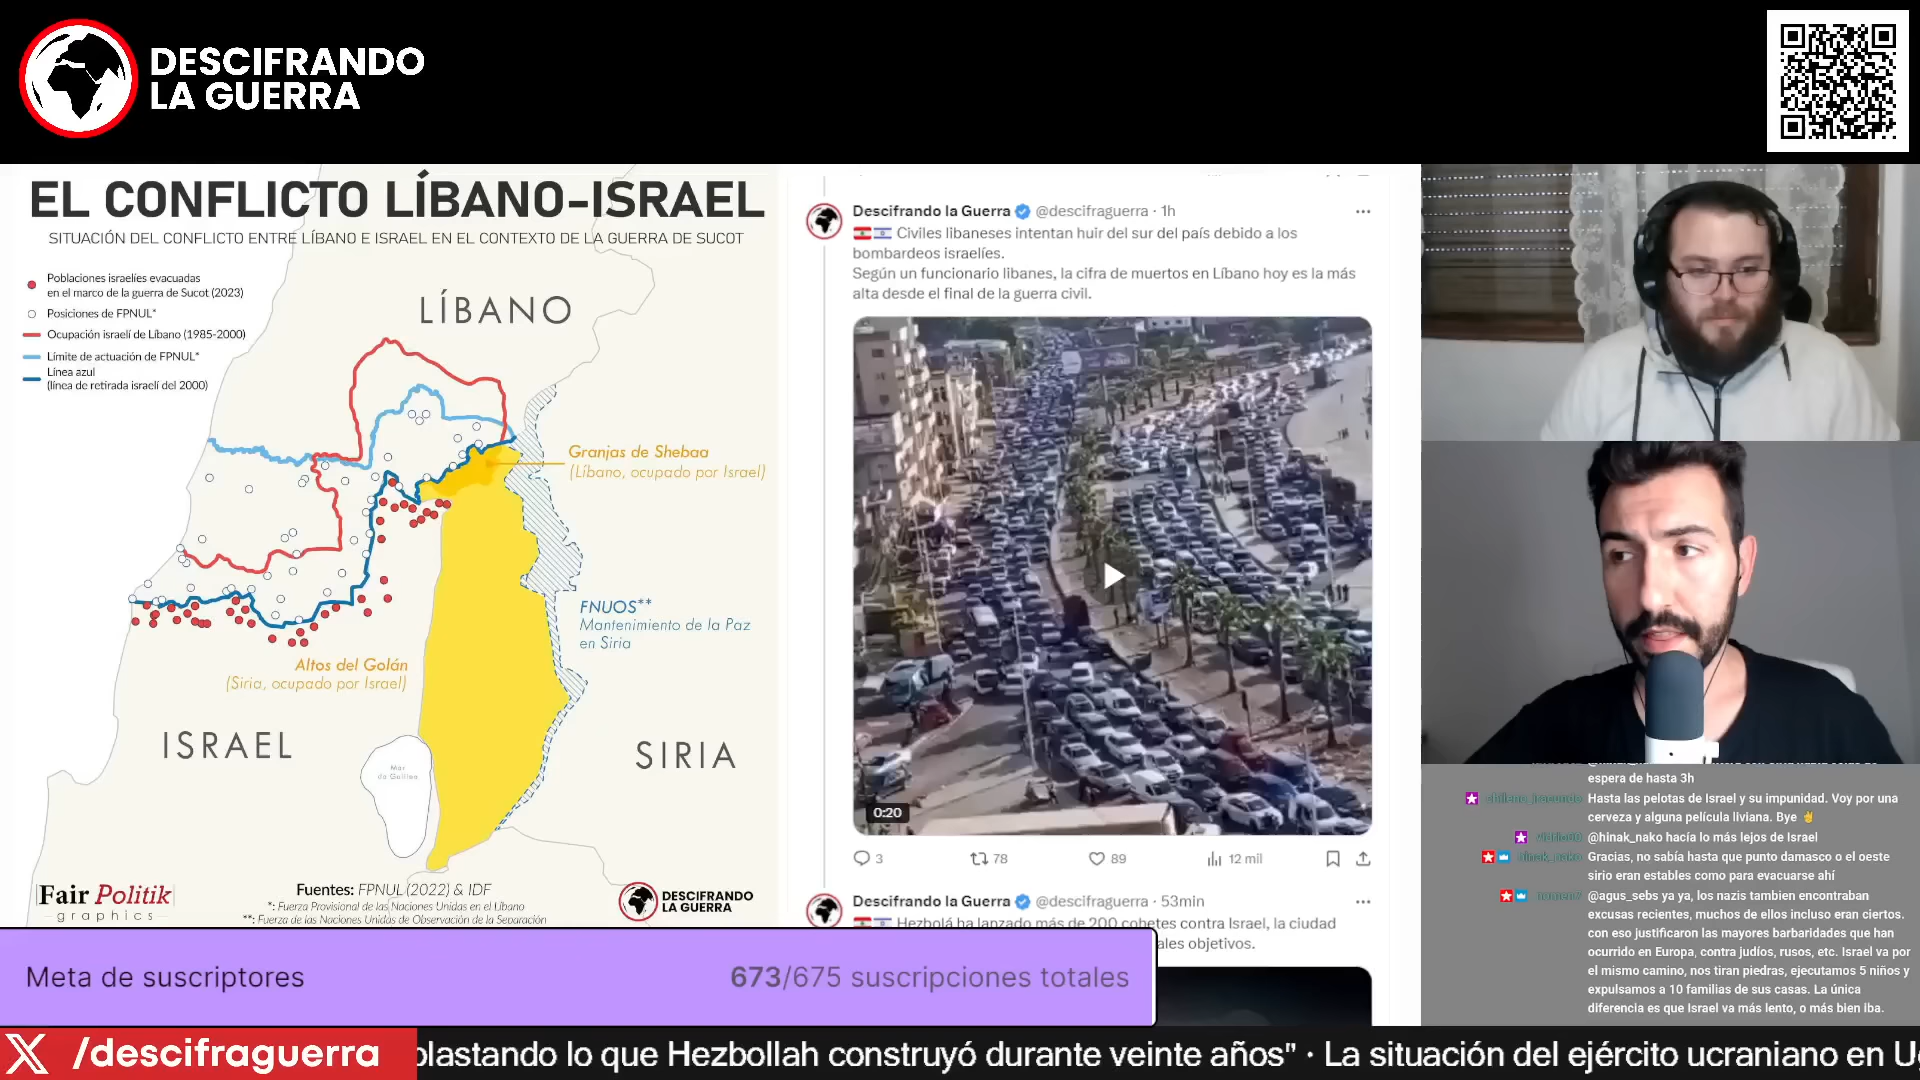 DESCIFRANDO
LA GUERRA
EL CONFLICTO LÍBANO-ISRAEL
SITUACIÓN DEL CONFLICTO ENTRE LÍBANO E ISRAEL EN EL CONTEXTO DE LA GUERRA DE SUCOT
Poblaciones israelíes evacuadas
en el marco de la guerra de Sucot (2023)
Posiciones de FPNUL*
Ocupación israelí de Líbano (1985-2000)
Límite de actuación de FPNUL*
Línea azul
(línea de retirada israelí del 2000)
LÍBANO
Granjas de Shebaa
(Líbano, ocupado por Israel)
FNUOS**
Mantenimiento de la Paz
en Siria
Altos del Golán
(Siria, ocupado por Israel)
ISRAEL
SIRIA
Mar
de Galilea
Fair Politik
graphics
Fuentes: FPNUL (2022) & IDF
*: Fuerza Provisional de las Naciones Unidas en el Líbano
**: Fuerza de las Naciones Unidas de Observación de la Separación
DESCIFRANDO
LA GUERRA
Descifrando la Guerra @descifraguerra · 1h
Civiles libaneses intentan huir del sur del país debido a los
bombardeos israelíes.
Según un funcionario libanes, la cifra de muertos en Líbano hoy es la más
alta desde el final de la guerra civil.
0:20
3 78 89 12 mil
Descifrando la Guerra @descifraguerra · 53min
Hezbolá ha lanzado más de 200 cohetes contra Israel, la ciudad
ales objetivos.
espera de hasta 3h
Hasta las pelotas de Israel y su impunidad. Voy por una
cerveza y alguna película liviana. Bye ✌
@hinak_nako hacía lo más lejos de Israel
hinak_nako Gracias, no sabía hasta que punto damasco o el oeste
sirio eran estables como para evacuarse ahí
@agus_sebs ya ya, los nazis tambien encontraban
excusas recientes, muchos de ellos incluso eran ciertos.
con eso justificaron las mayores barbaridades que han
ocurrido en Europa, contra judíos, rusos, etc. Israel va por
el mismo camino, nos tiran piedras, ejecutamos 5 niños y
expulsamos a 10 familias de sus casas. La única
diferencia es que Israel va más lento, o más bien iba.
Meta de suscriptores 673/675 suscripciones totales
X /descifraguerra
plastando lo que Hezbollah construyó durante veinte años" · La situación del ejército ucraniano en U